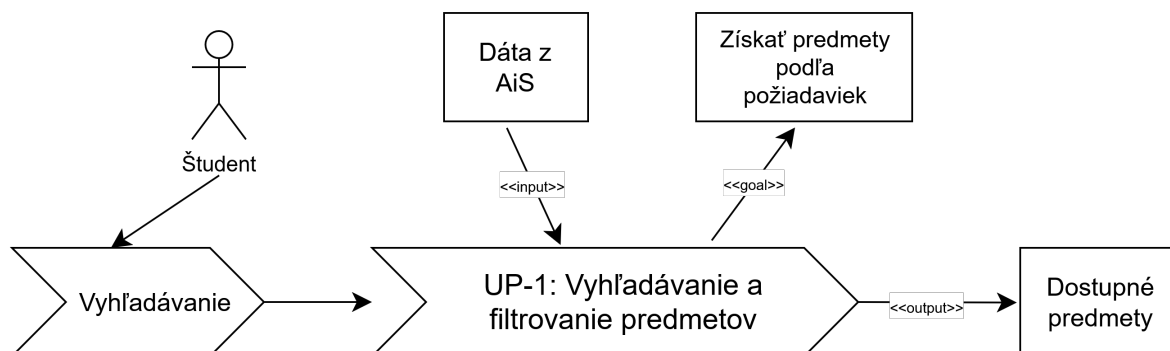 Dáta z
AiS
Získať predmety
podľa
požiadaviek
Študent
<<input>>
<<goal>>
Vyhľadávanie
UP-1: Vyhľadávanie a
filtrovanie predmetov
<<output>>
Dostupné
predmety